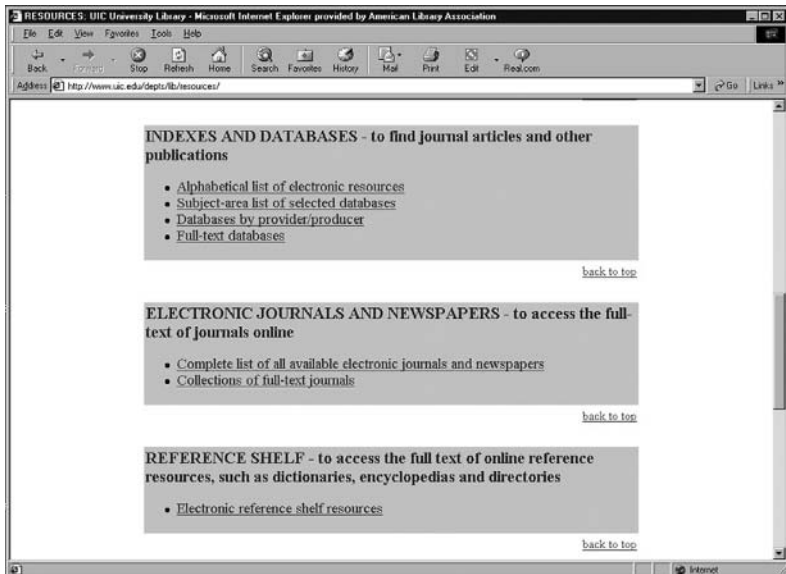 RESOURCES: UIC University Library - Microsoft Internet Explorer provided by American Library Association
File Edit View Favorites Tools Help
Back Forward Stop Refresh Home Search Favorites History Mail Print Edit Real.com
Address http://www.uic.edu/depts/lib/resources/ Go Links »
INDEXES AND DATABASES - to find journal articles and other
publications
• Alphabetical list of electronic resources
• Subject-area list of selected databases
• Databases by provider/producer
• Full-text databases
back to top
ELECTRONIC JOURNALS AND NEWSPAPERS - to access the full-
text of journals online
• Complete list of all available electronic journals and newspapers
• Collections of full-text journals
back to top
REFERENCE SHELF - to access the full text of online reference
resources, such as dictionaries, encyclopedias and directories
• Electronic reference shelf resources
back to top
Internet